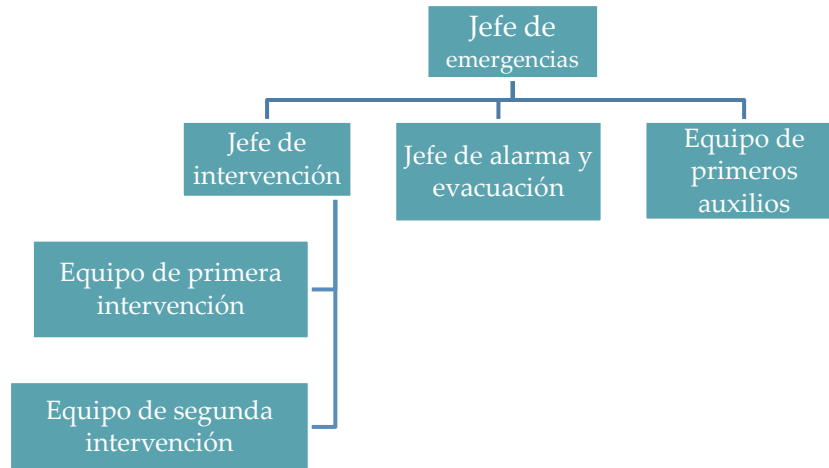 Jefe de
emergencias
Jefe de
intervención
Jefe de alarma y
evacuación
Equipo de
primeros
auxilios
Equipo de primera
intervención
Equipo de segunda
intervención